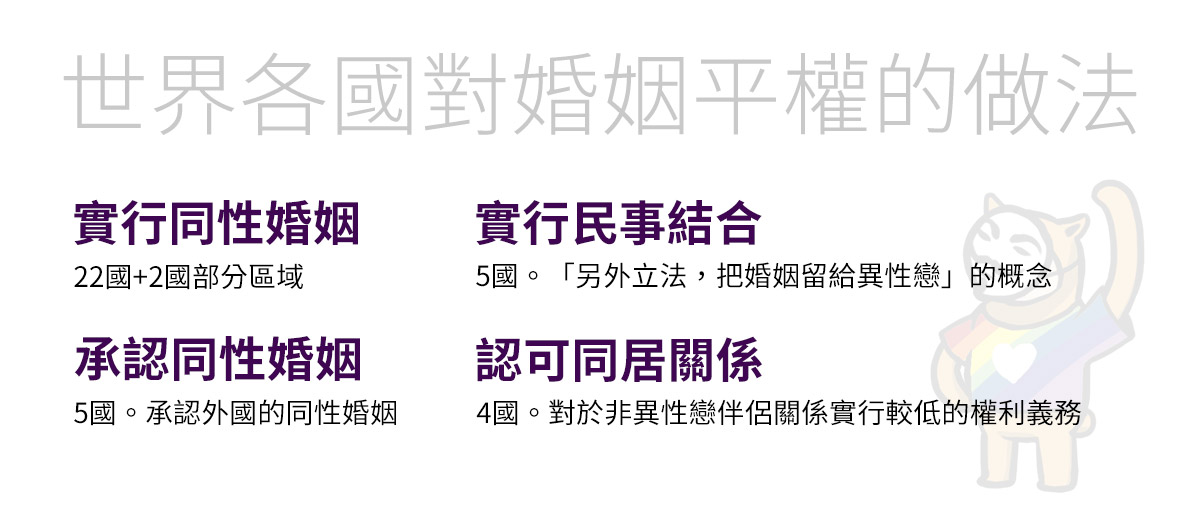 世界各國對婚姻平權的做法
實行同性婚姻
22國+2國部分區域
實行民事結合
5國。「另外立法，把婚姻留給異性戀」的概念
承認同性婚姻
5國。承認外國的同性婚姻
認可同居關係
4國。對於非異性戀伴侶關係實行較低的權利義務